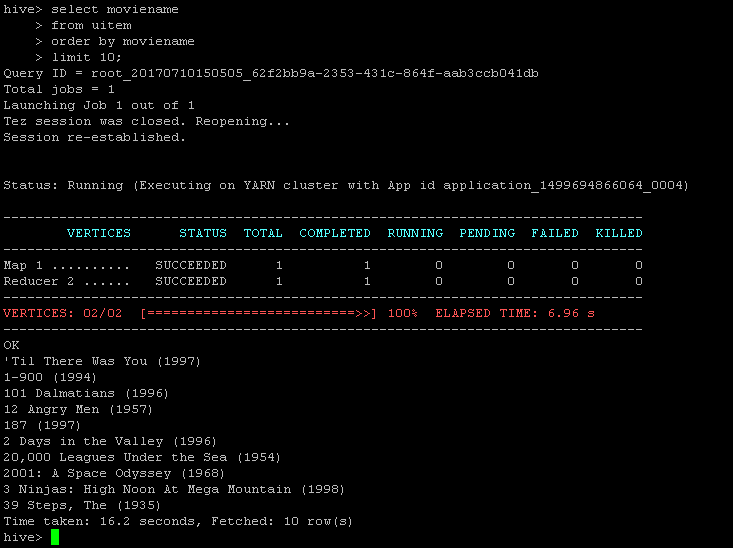 hive> select moviename
    > from uitem
    > order by moviename
    > limit 10;
Query ID = root_20170710150505_62f2bb9a-2353-431c-864f-aab3ccb041db
Total jobs = 1
Launching Job 1 out of 1
Tez session was closed. Reopening...
Session re-established.
Status: Running (Executing on YARN cluster with App id application_1499694866064_0004)
--------------------------------------------------------------------------------
        VERTICES      STATUS  TOTAL  COMPLETED  RUNNING  PENDING  FAILED  KILLED
--------------------------------------------------------------------------------
Map 1 ..........   SUCCEEDED      1          1        0        0       0       0
Reducer 2 ......   SUCCEEDED      1          1        0        0       0       0
--------------------------------------------------------------------------------
VERTICES: 02/02  [==========================>>] 100%  ELAPSED TIME: 6.96 s
--------------------------------------------------------------------------------
OK
'Til There Was You (1997)
1-900 (1994)
101 Dalmatians (1996)
12 Angry Men (1957)
187 (1997)
2 Days in the Valley (1996)
20,000 Leagues Under the Sea (1954)
2001: A Space Odyssey (1968)
3 Ninjas: High Noon At Mega Mountain (1998)
39 Steps, The (1935)
Time taken: 16.2 seconds, Fetched: 10 row(s)
hive>